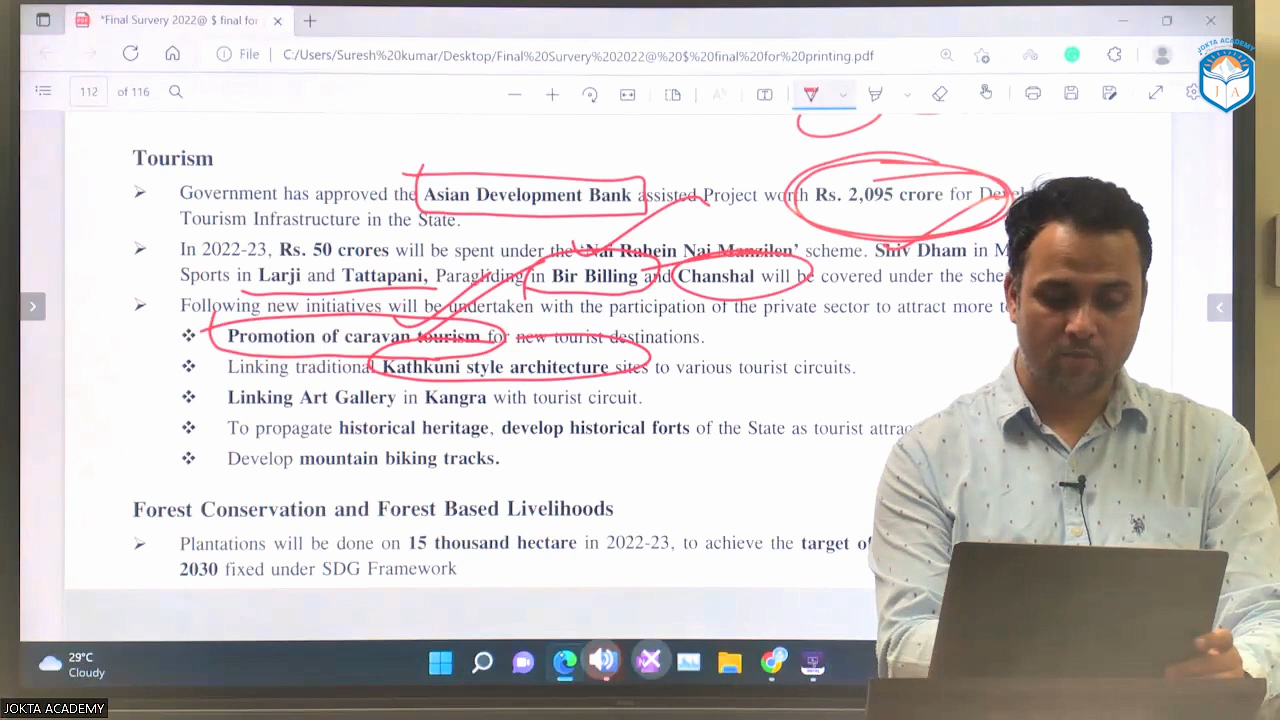 *Final Survery 2022@ $ final for
File
C:/Users/Suresh%20kumar/Desktop/Final%20Survery%202022@%20$%20final%20for%20printing.pdf
JOKTA ACADEMY
J A
112 of 116
Tourism
Government has approved the Asian Development Bank assisted Project worth Rs. 2,095 crore for
Tourism Infrastructure in the State.
In 2022-23, Rs. 50 crores will be spent under the 'Nai Rahein Nai Manzilen' scheme. Shiv Dham in
Sports in Larji and Tattapani, Paragliding in Bir Billing and Chanshal will be covered under the
Following new initiatives will be undertaken with the participation of the private sector to attract more
Promotion of caravan tourism for new tourist destinations.
Linking traditional Kathkuni style architecture sites to various tourist circuits.
Linking Art Gallery in Kangra with tourist circuit.
To propagate historical heritage, develop historical forts of the State as tourist
Develop mountain biking tracks.
Forest Conservation and Forest Based Livelihoods
Plantations will be done on 15 thousand hectare in 2022-23, to achieve the target of
2030 fixed under SDG Framework
29°C
Cloudy
JOKTA ACADEMY